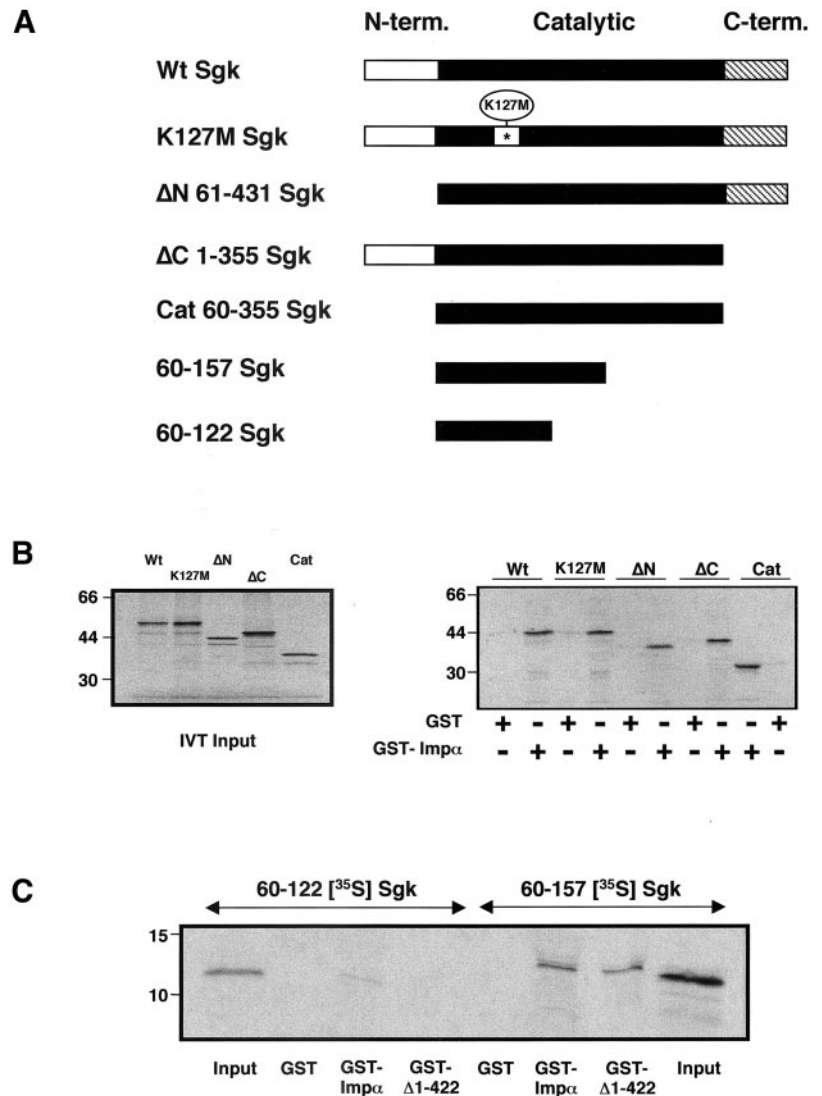 A
N-term. Catalytic C-term.
Wt Sgk
K127M
K127M Sgk *
ΔN 61-431 Sgk
ΔC 1-355 Sgk
Cat 60-355 Sgk
60-157 Sgk
60-122 Sgk
B
Wt K127M ΔN ΔC Cat
66
44
30
IVT Input
Wt K127M ΔN ΔC Cat
66
44
30
GST + - + - + - + - - +
GST- Impα - + - + - + - + + -
C
60-122 [³⁵S] Sgk 60-157 [³⁵S] Sgk
15
10
Input GST GST-Impα GST-Δ1-422 GST GST-Impα GST-Δ1-422 Input